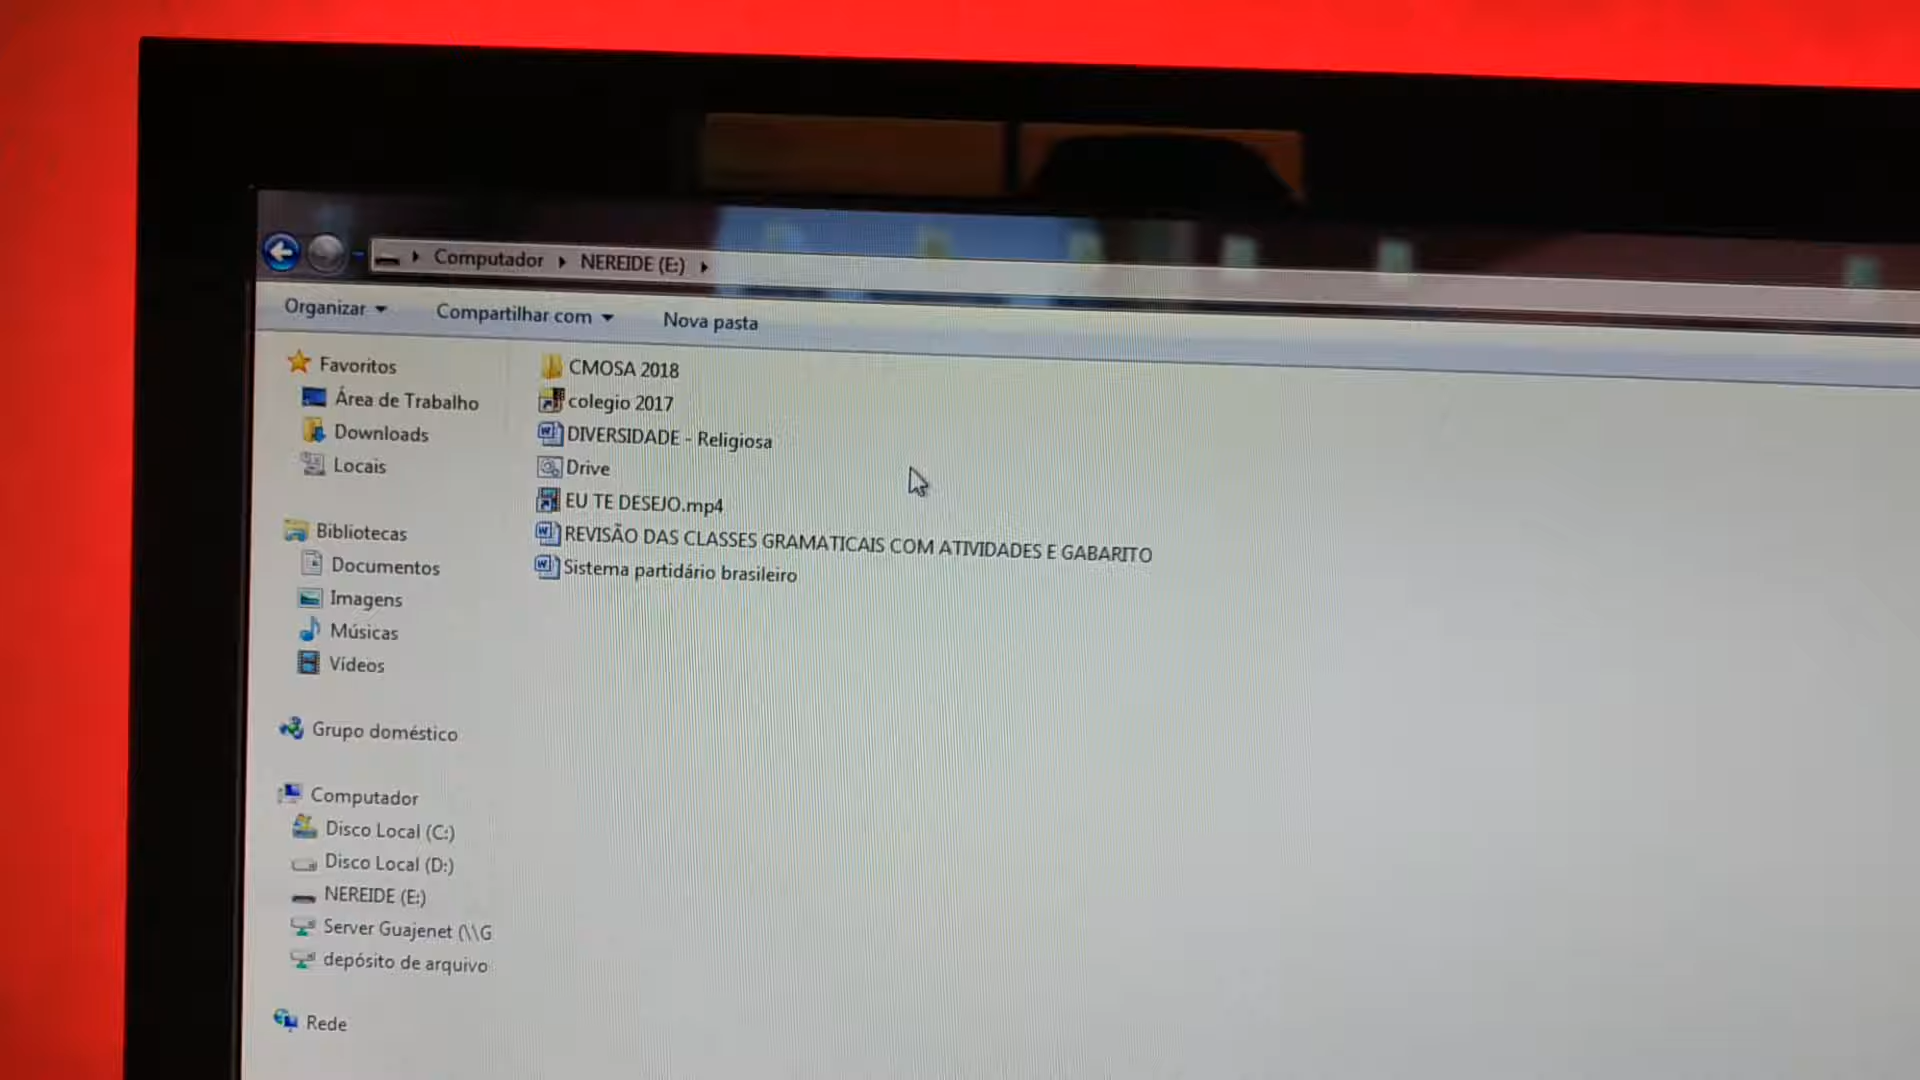 Computador NEREIDE (E:)
Organizar Compartilhar com Nova pasta
Favoritos
Área de Trabalho
Downloads
Locais
Bibliotecas
Documentos
Imagens
Músicas
Vídeos
Grupo doméstico
Computador
Disco Local (C:)
Disco Local (D:)
NEREIDE (E:)
Server Guajenet (\\G
depósito de arquivo
Rede
CMOSA 2018
colegio 2017
DIVERSIDADE - Religiosa
Drive
EU TE DESEJO.mp4
REVISÃO DAS CLASSES GRAMATICAIS COM ATIVIDADES E GABARITO
Sistema partidário brasileiro